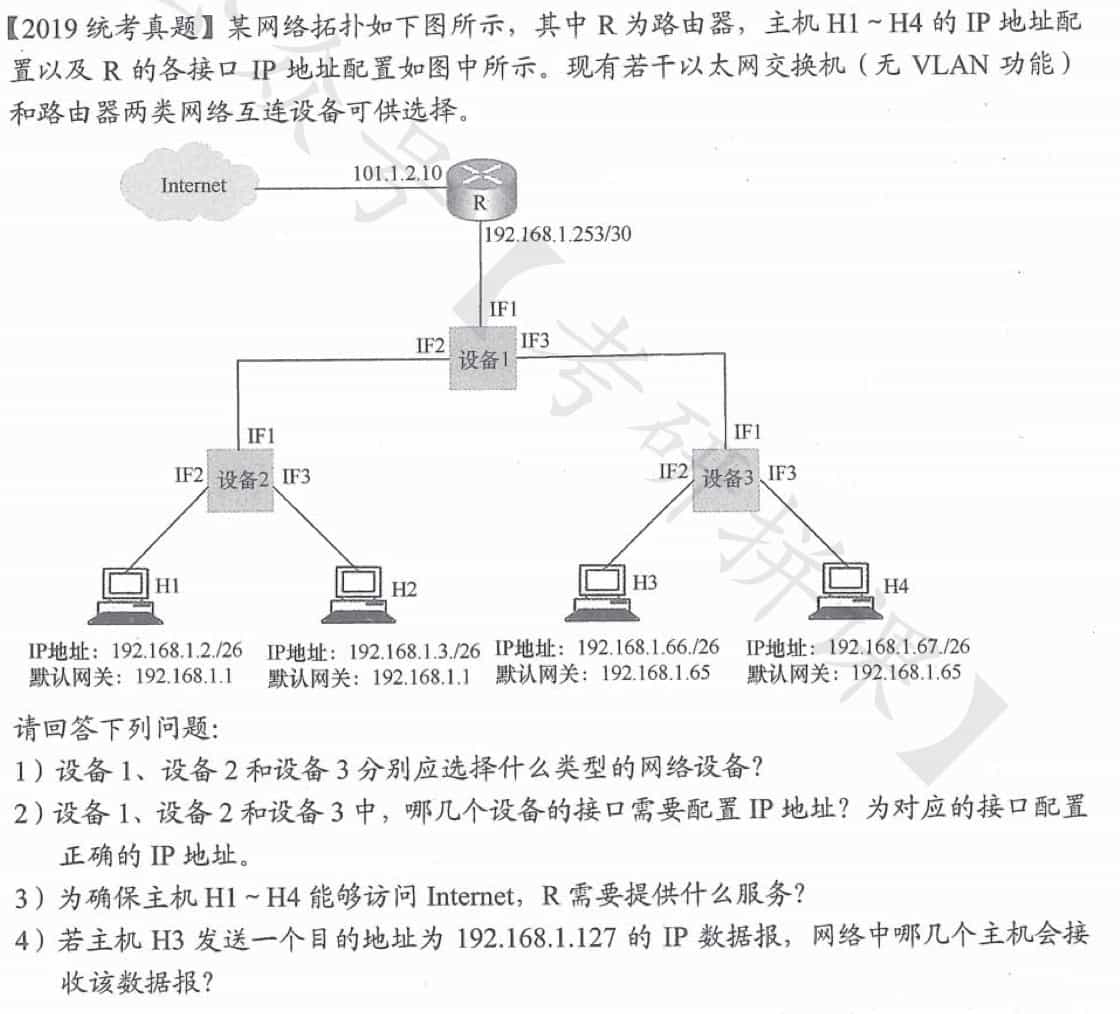 【2019 统考真题】某网络拓扑如下图所示，其中 R 为路由器，主机 H1 ~ H4 的 IP 地址配
置以及 R 的各接口 IP 地址配置如图中所示。现有若干以太网交换机（无 VLAN 功能）
和路由器两类网络互连设备可供选择。
Internet
101.1.2.10
R
192.168.1.253/30
IF1
IF2
设备1
IF3
IF1
IF2
设备2
IF3
IF1
IF2
设备3
IF3
H1
H2
H3
H4
IP地址：192.168.1.2./26
默认网关：192.168.1.1
IP地址：192.168.1.3./26
默认网关：192.168.1.1
IP地址：192.168.1.66./26
默认网关：192.168.1.65
IP地址：192.168.1.67./26
默认网关：192.168.1.65
请回答下列问题：
1）设备 1、设备 2 和设备 3 分别应选择什么类型的网络设备？
2）设备 1、设备 2 和设备 3 中，哪几个设备的接口需要配置 IP 地址？为对应的接口配置
正确的 IP 地址。
3）为确保主机 H1 ~ H4 能够访问 Internet，R 需要提供什么服务？
4）若主机 H3 发送一个目的地址为 192.168.1.127 的 IP 数据报，网络中哪几个主机会接
收该数据报？
公众号【考研拼课】